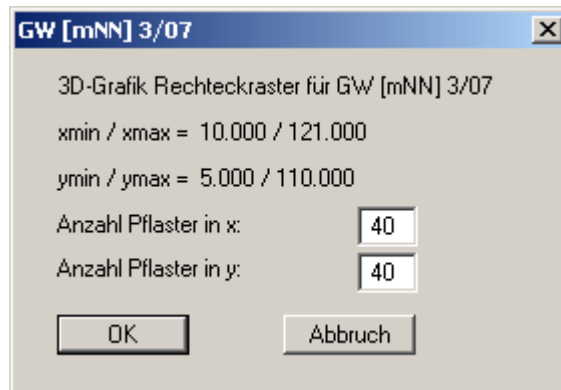 GW [mNN] 3/07
3D-Grafik Rechteckraster für GW [mNN] 3/07
xmin / xmax = 10.000 / 121.000
ymin / ymax = 5.000 / 110.000
Anzahl Pflaster in x: 40
Anzahl Pflaster in y: 40
OK Abbruch